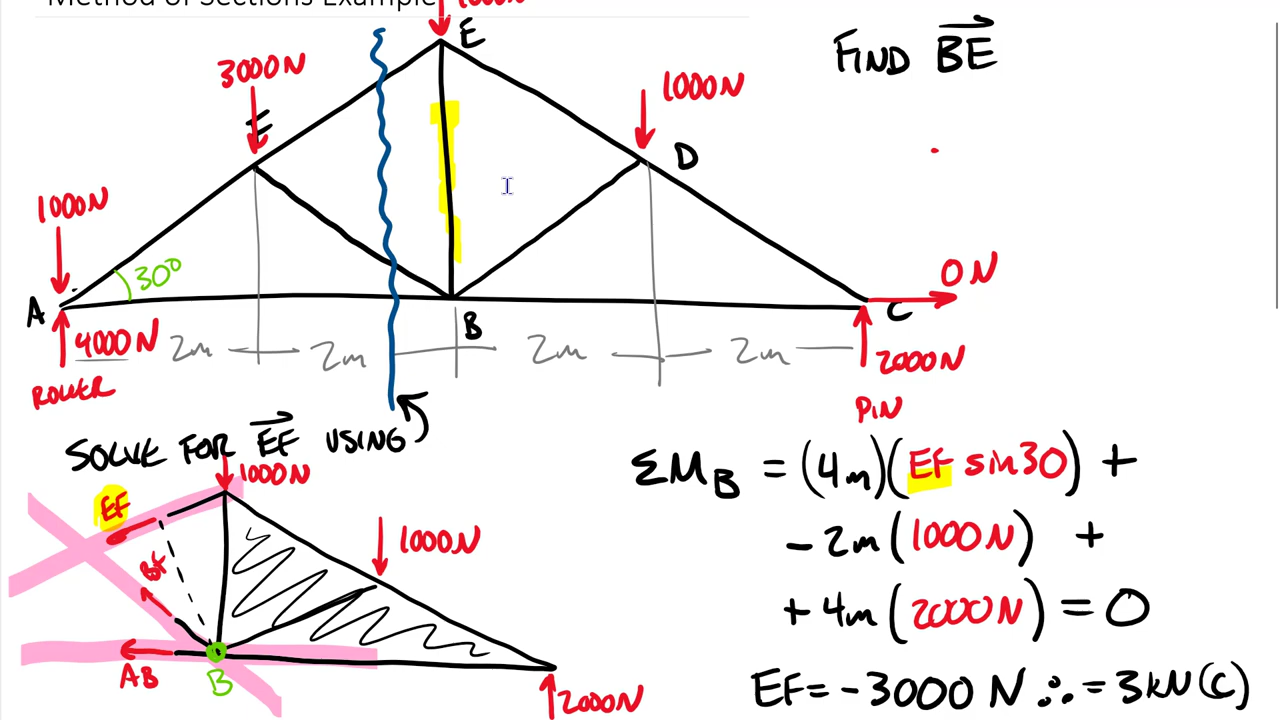 Method of Sections Example
1000N
E
FIND BE
3000N
1000N
E
D
1000N
30°
0 N
A
C
B
4000N
2m
2m
2m
2m
2000N
ROLLER
PIN
SOLVE FOR EF USING
1000N
ΣM_B = (4m)(EF sin30) +
EF
1000N
- 2m(1000N) +
BF
+ 4m(2000N) = 0
AB
B
2000N
EF = -3000 N ∴ = 3kN(C)